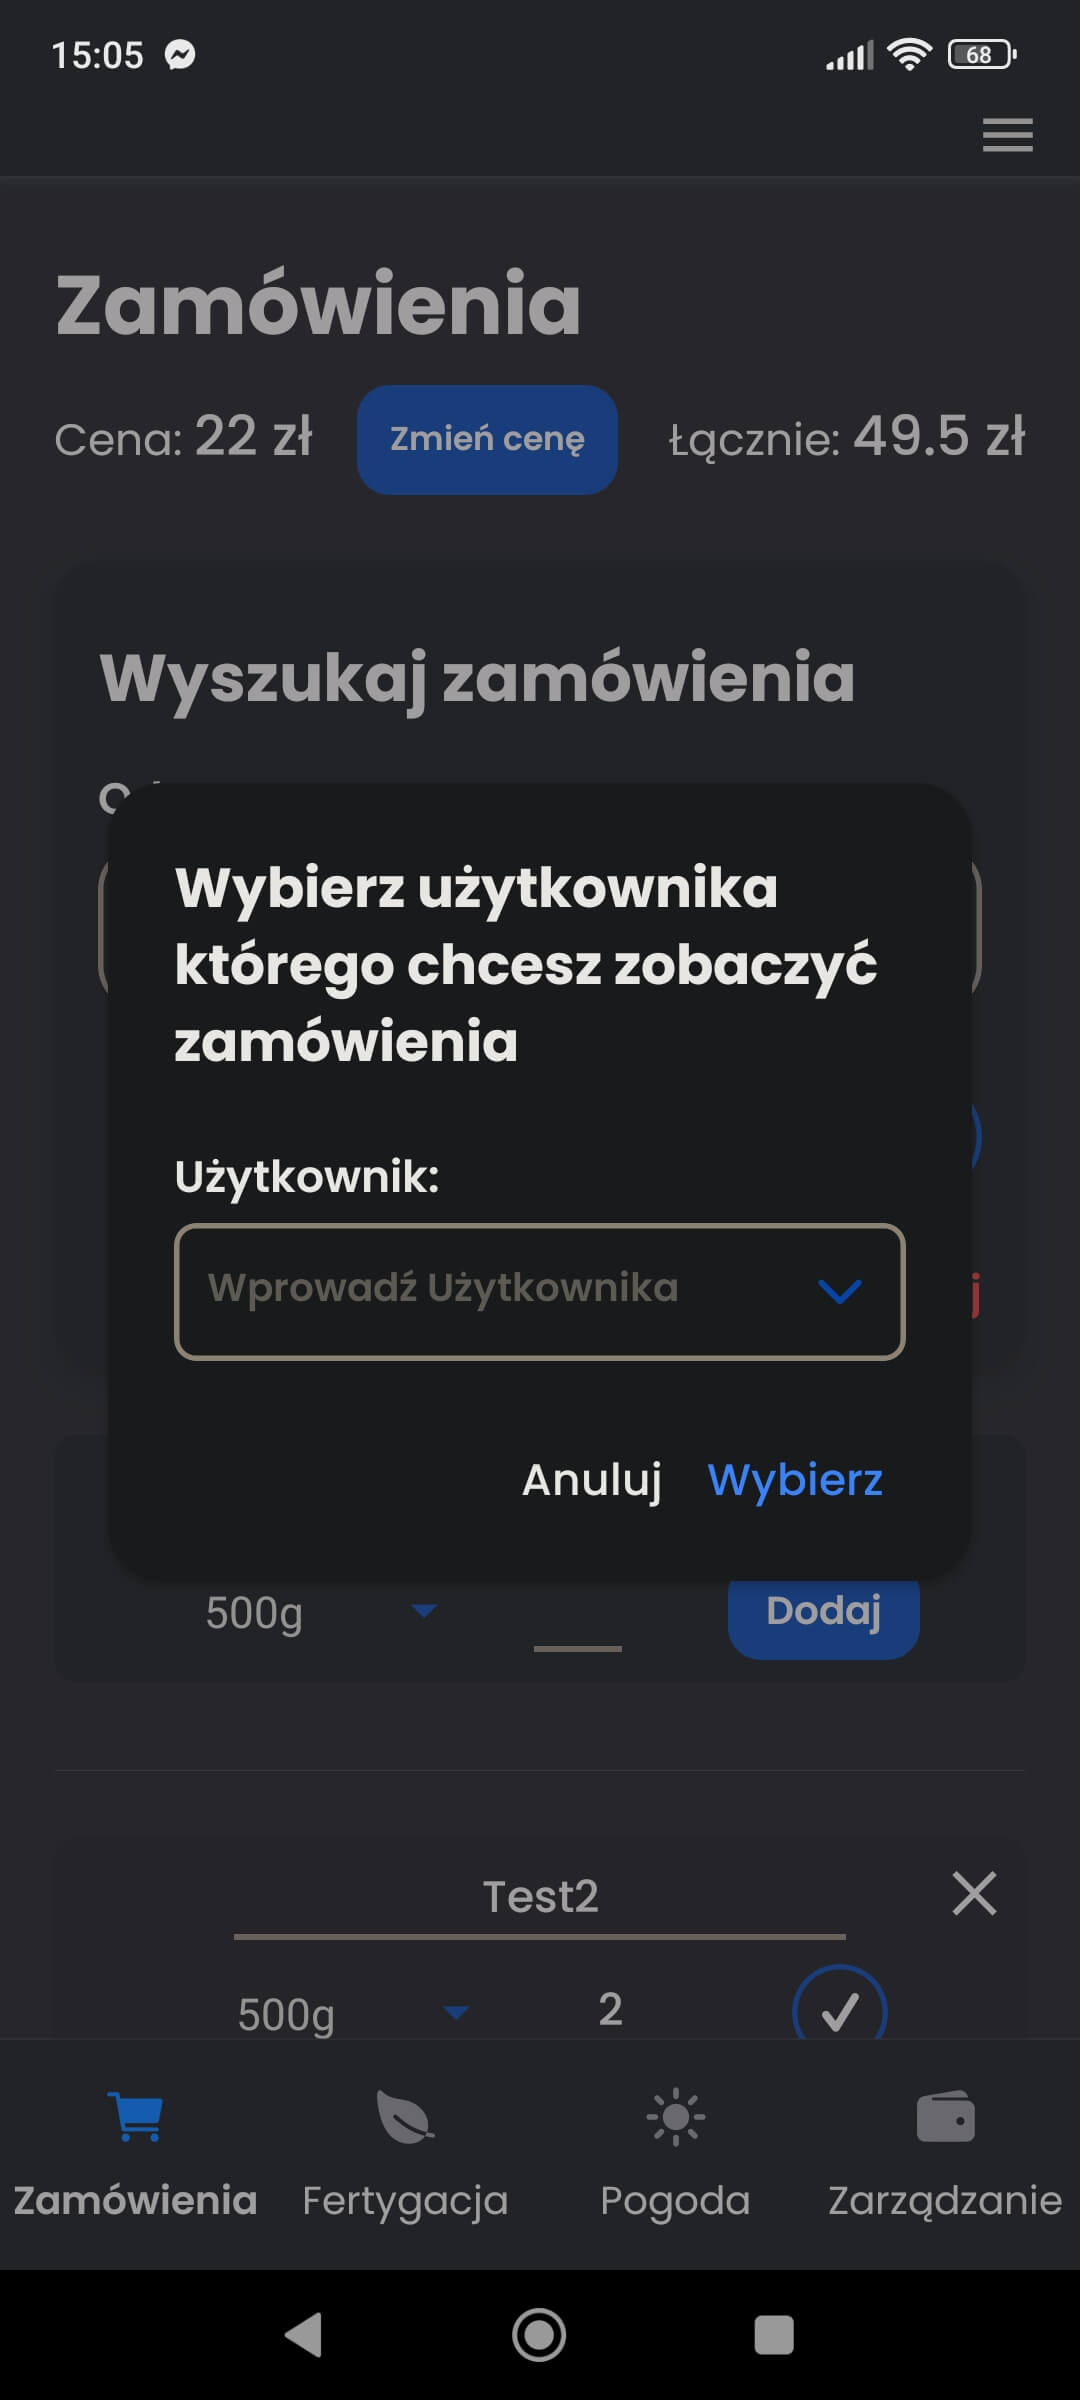 15:05
68
Zamówienia
Cena: 22 zł
Zmień cenę
Łącznie: 49.5 zł
Wyszukaj zamówienia
Wybierz użytkownika
którego chcesz zobaczyć
zamówienia
Użytkownik:
Wprowadź Użytkownika
Anuluj
Wybierz
500g
Dodaj
Test2
500g
2
Zamówienia
Fertygacja
Pogoda
Zarządzanie